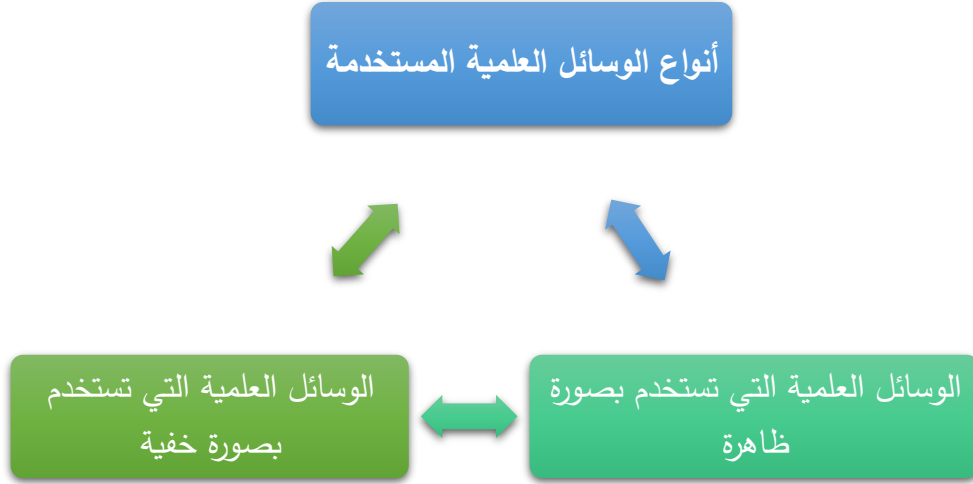 أنواع الوسائل العلمية المستخدمة
الوسائل العلمية التي تستخدم بصورة
ظاهرة
الوسائل العلمية التي تستخدم
بصورة خفية